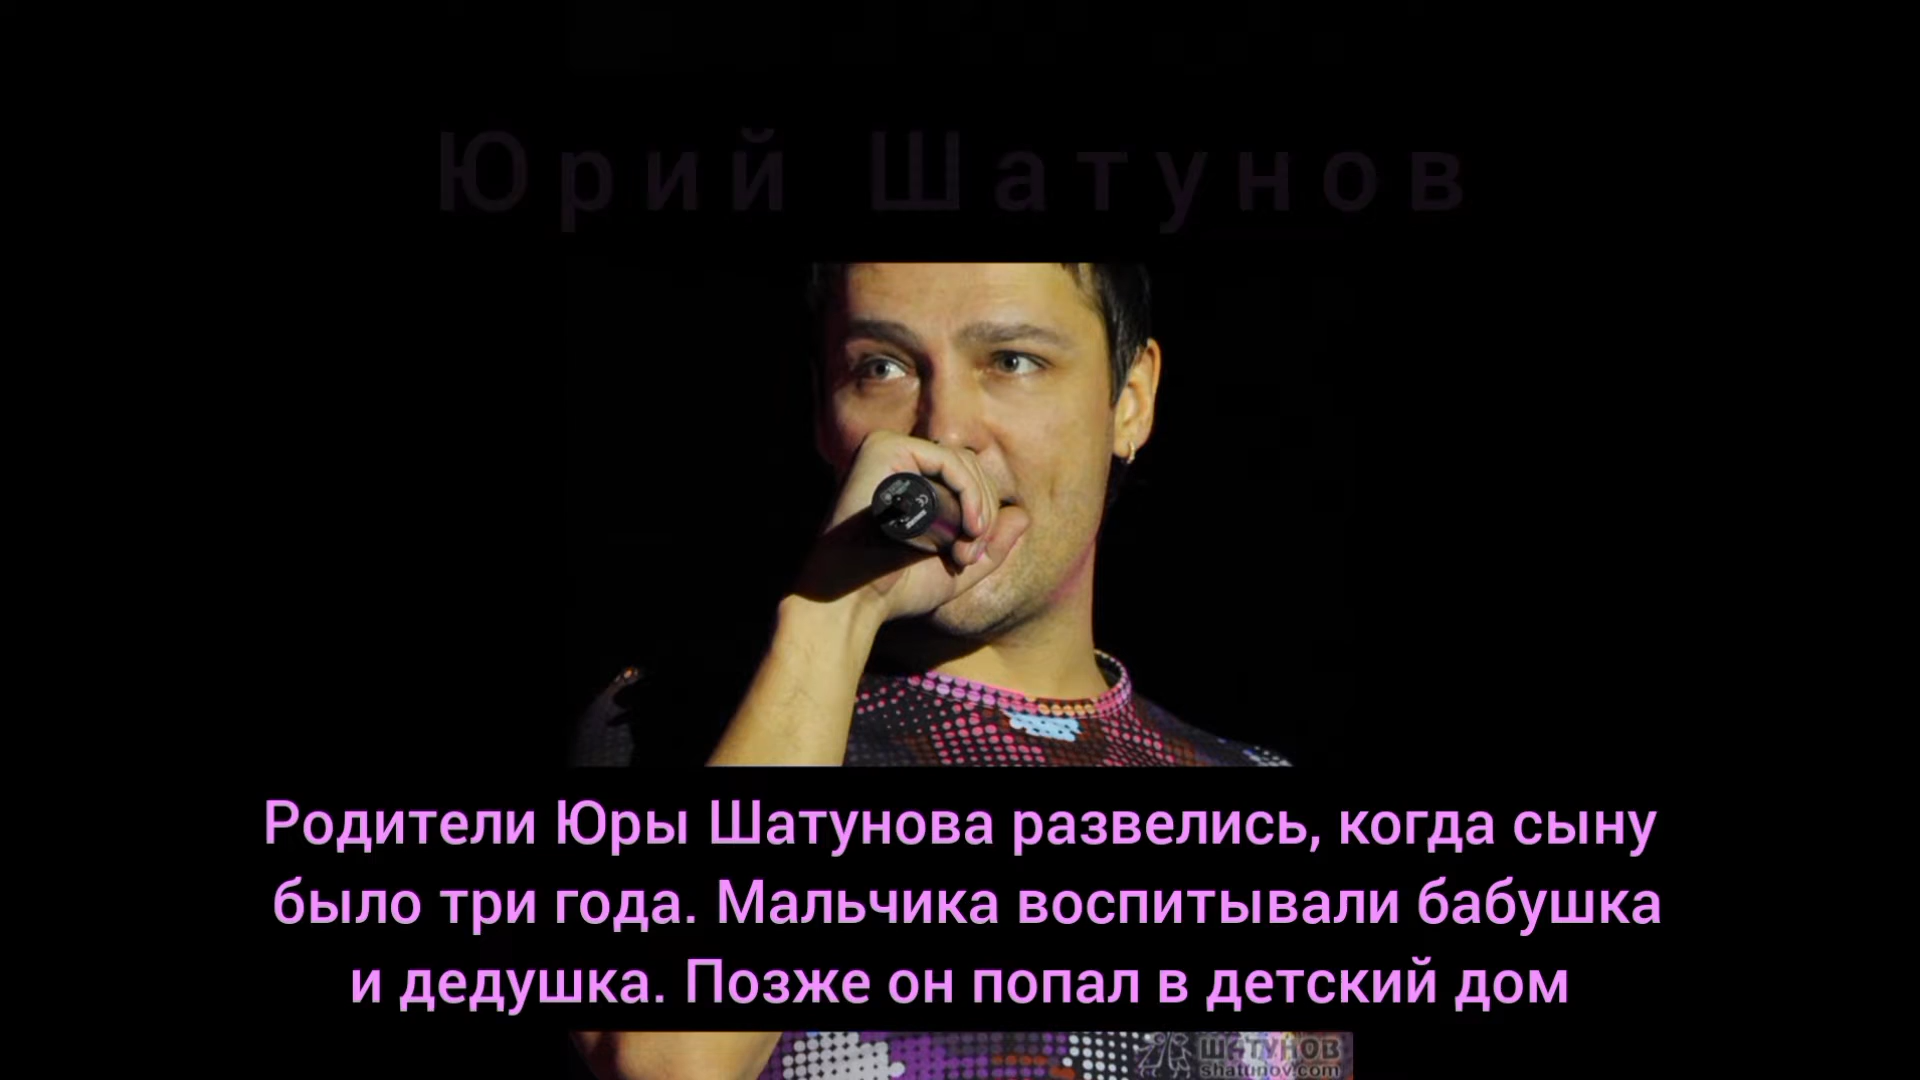 Юрий Шатунов
Родители Юры Шатунова развелись, когда сыну
было три года. Мальчика воспитывали бабушка
и дедушка. Позже он попал в детский дом
ШАТУНОВ
shatunov.com